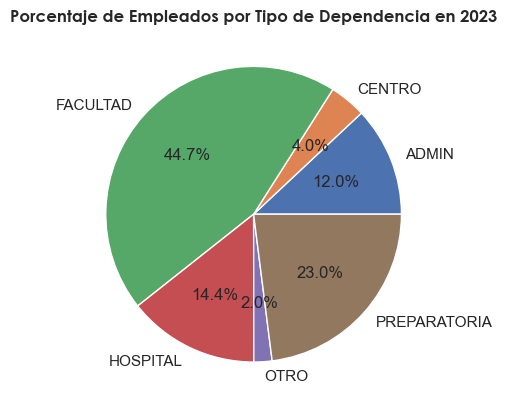 Porcentaje de Empleados por Tipo de Dependencia en 2023
CENTRO
4.0%
FACULTAD
44.7%
ADMIN
12.0%
HOSPITAL
14.4%
OTRO
2.0%
PREPARATORIA
23.0%